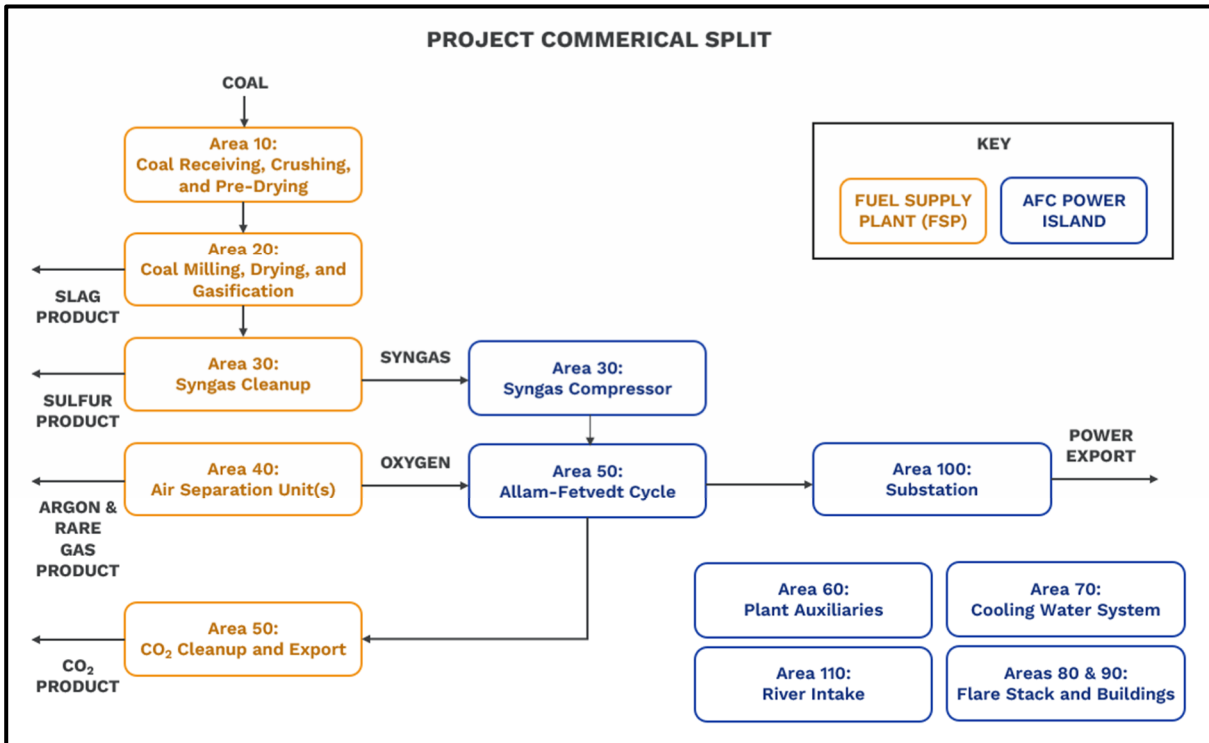 PROJECT COMMERICAL SPLIT
COAL
Area 10:
Coal Receiving, Crushing,
and Pre-Drying
KEY
FUEL SUPPLY
PLANT (FSP)
AFC POWER
ISLAND
Area 20:
Coal Milling, Drying, and
Gasification
SLAG
PRODUCT
Area 30:
Syngas Cleanup
SYNGAS
Area 30:
Syngas Compressor
SULFUR
PRODUCT
Area 40:
Air Separation Unit(s)
OXYGEN
Area 50:
Allam-Fetvedt Cycle
Area 100:
Substation
POWER
EXPORT
ARGON &
RARE
GAS
PRODUCT
Area 60:
Plant Auxiliaries
Area 70:
Cooling Water System
Area 50:
CO₂ Cleanup and Export
CO₂
PRODUCT
Area 110:
River Intake
Areas 80 & 90:
Flare Stack and Buildings